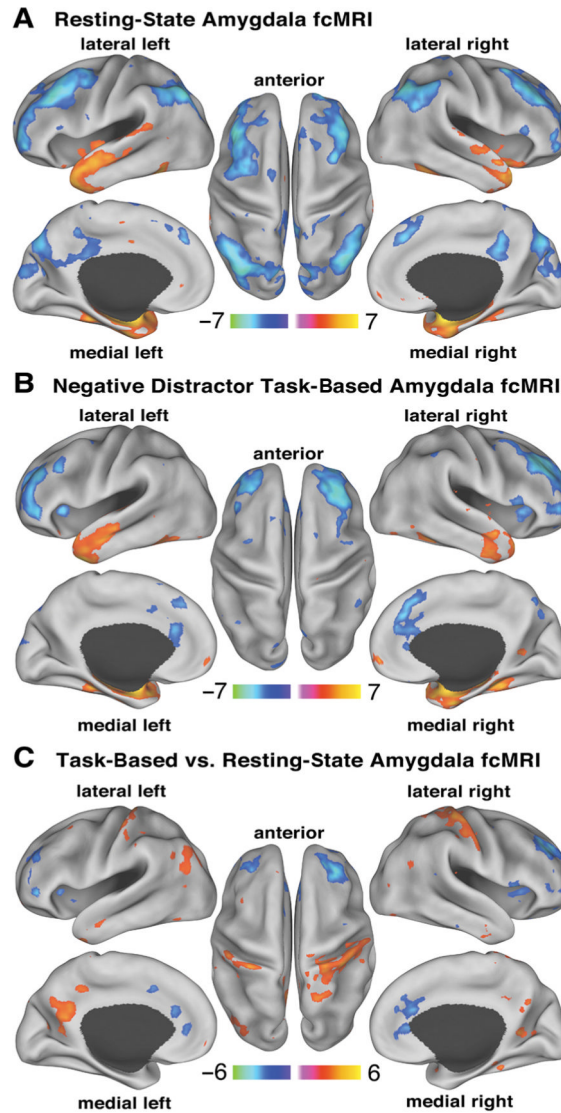 A Resting-State Amygdala fcMRI
lateral left
lateral right
anterior
−7
7
medial left
medial right
B Negative Distractor Task-Based Amygdala fcMRI
lateral left
lateral right
anterior
−7
7
medial left
medial right
C Task-Based vs. Resting-State Amygdala fcMRI
lateral left
lateral right
anterior
−6
6
medial left
medial right